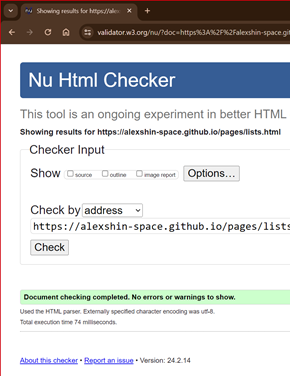 Showing results for https://ale
validator.w3.org/nu/?doc=https%3A%2F%2Falexshin-space.gi
Nu Html Checker
This tool is an ongoing experiment in better HTML
Showing results for https://alexshin-space.github.io/pages/lists.html
Checker Input
Show source outline image report Options...
Check by address
https://alexshin-space.github.io/pages/lists
Check
Document checking completed. No errors or warnings to show.
Used the HTML parser. Externally specified character encoding was utf-8.
Total execution time 74 milliseconds.
About this checker • Report an issue • Version: 24.2.14